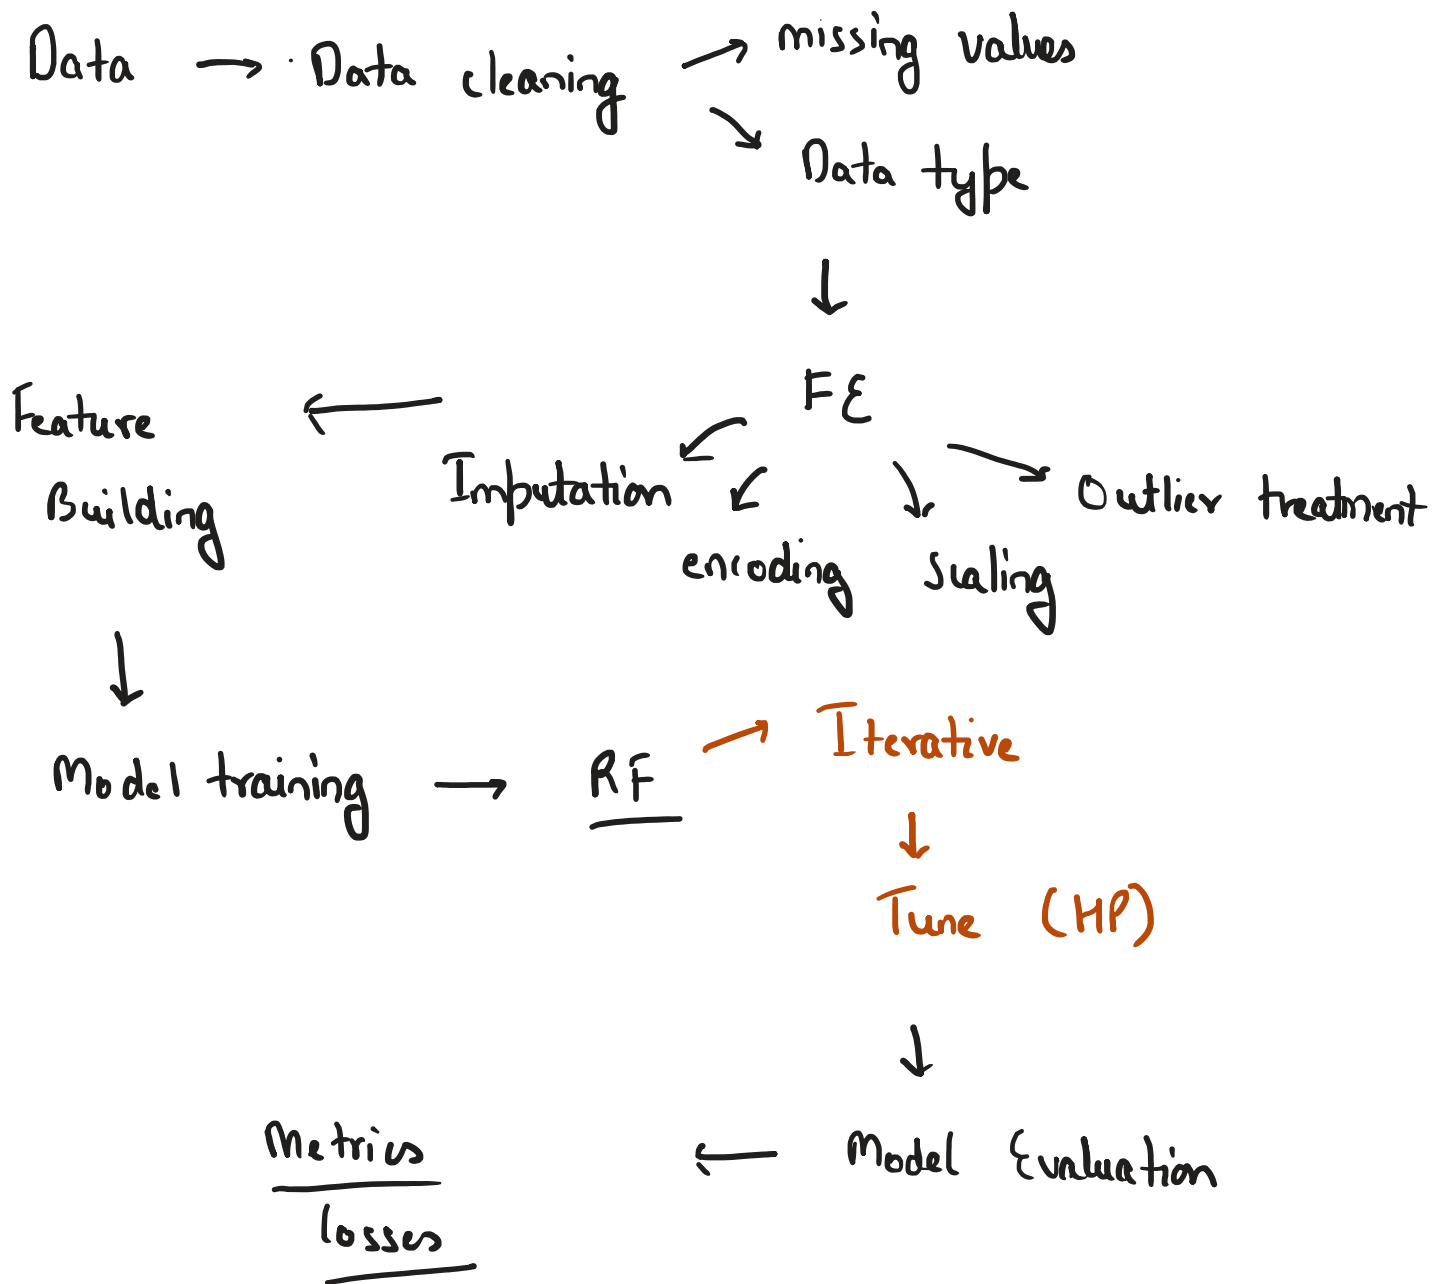 Data → Data cleaning → missing values
↘ Data type
↓
FE
Feature ←
Building
Imputation
encoding
scaling
Outlier treatment
↓
Model training → RF → Iterative
↓
Tune (HP)
↓
Metrics ← Model Evaluation
losses